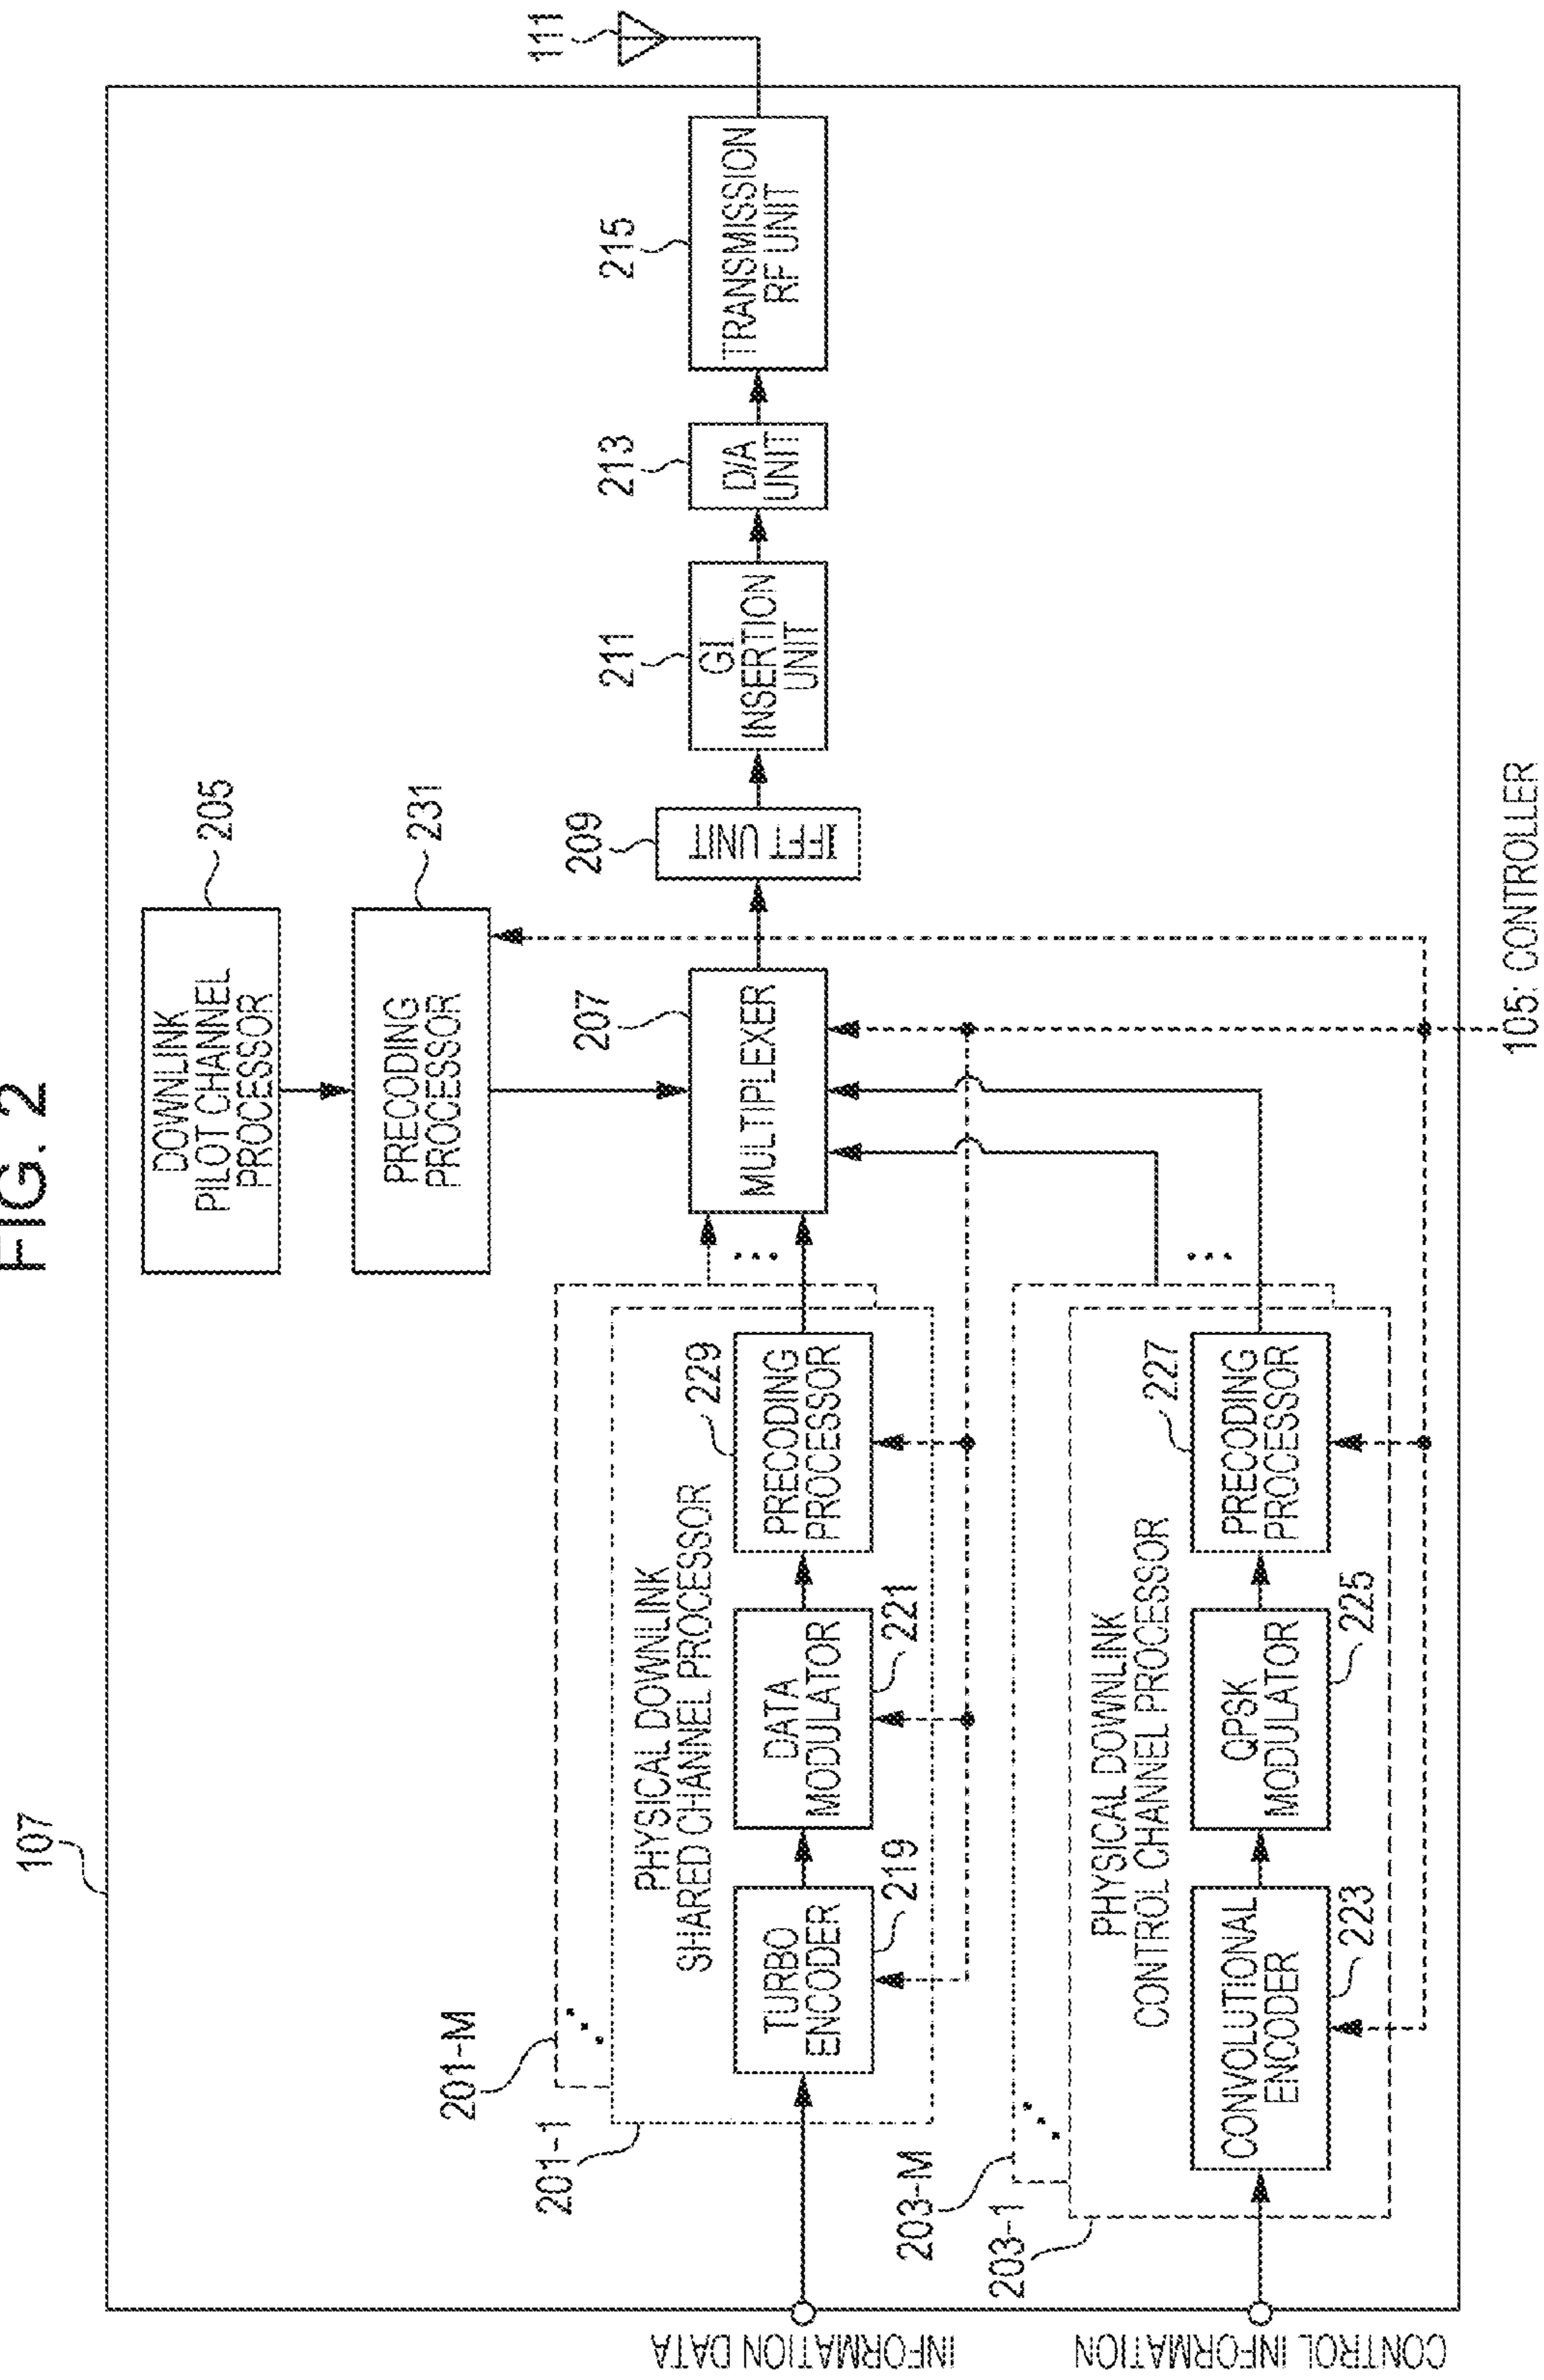 FIG. 2
107
DOWNLINK
PILOT CHANNEL
PROCESSOR
205
PRECODING
PROCESSOR
231
201-M
201-1
PHYSICAL DOWNLINK
SHARED CHANNEL PROCESSOR
INFORMATION DATA
TURBO
ENCODER
219
DATA
MODULATOR
221
PRECODING
PROCESSOR
229
MULTIPLEXER
207
IFFT UNIT
209
GI
INSERTION
UNIT
211
D/A
UNIT
213
TRANSMISSION
RF UNIT
215
111
203-M
203-1
PHYSICAL DOWNLINK
CONTROL CHANNEL PROCESSOR
CONTROL INFORMATION
CONVOLUTIONAL
ENCODER
223
QPSK
MODULATOR
225
PRECODING
PROCESSOR
227
105: CONTROLLER